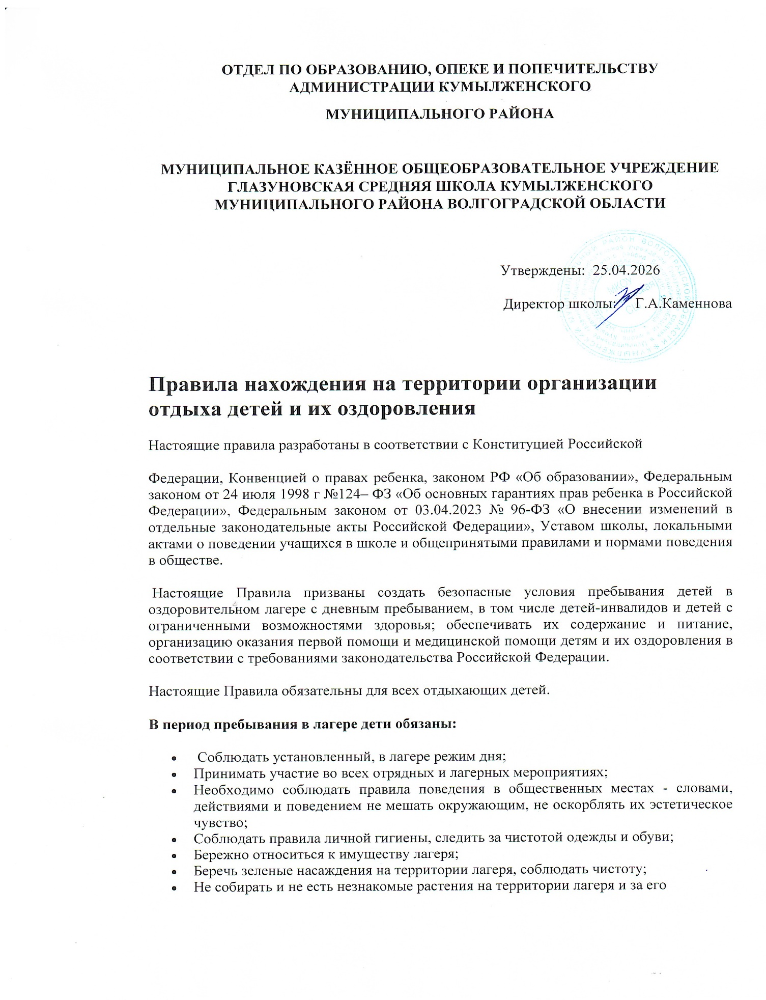 ОТДЕЛ ПО ОБРАЗОВАНИЮ, ОПЕКЕ И ПОПЕЧИТЕЛЬСТВУ
АДМИНИСТРАЦИИ КУМЫЛЖЕНСКОГО
МУНИЦИПАЛЬНОГО РАЙОНА
МУНИЦИПАЛЬНОЕ КАЗЁННОЕ ОБЩЕОБРАЗОВАТЕЛЬНОЕ УЧРЕЖДЕНИЕ
ГЛАЗУНОВСКАЯ СРЕДНЯЯ ШКОЛА КУМЫЛЖЕНСКОГО
МУНИЦИПАЛЬНОГО РАЙОНА ВОЛГОГРАДСКОЙ ОБЛАСТИ
Утверждены: 25.04.2026
Директор школы: Г.А.Каменнова
КУМЫЛЖЕНСКИЙ МУНИЦИПАЛЬНЫЙ РАЙОН ВОЛГОГРАДСКОЙ ОБЛАСТИ
МКОУ
Правила нахождения на территории организации
отдыха детей и их оздоровления
Настоящие правила разработаны в соответствии с Конституцией Российской
Федерации, Конвенцией о правах ребенка, законом РФ «Об образовании», Федеральным
законом от 24 июля 1998 г №124– ФЗ «Об основных гарантиях прав ребенка в Российской
Федерации», Федеральным законом от 03.04.2023 № 96-ФЗ «О внесении изменений в
отдельные законодательные акты Российской Федерации», Уставом школы, локальными
актами о поведении учащихся в школе и общепринятыми правилами и нормами поведения
в обществе.
Настоящие Правила призваны создать безопасные условия пребывания детей в
оздоровительном лагере с дневным пребыванием, в том числе детей-инвалидов и детей с
ограниченными возможностями здоровья; обеспечивать их содержание и питание,
организацию оказания первой помощи и медицинской помощи детям и их оздоровления в
соответствии с требованиями законодательства Российской Федерации.
Настоящие Правила обязательны для всех отдыхающих детей.
В период пребывания в лагере дети обязаны:
• Соблюдать установленный, в лагере режим дня;
• Принимать участие во всех отрядных и лагерных мероприятиях;
• Необходимо соблюдать правила поведения в общественных местах - словами,
действиями и поведением не мешать окружающим, не оскорблять их эстетическое
чувство;
• Соблюдать правила личной гигиены, следить за чистотой одежды и обуви;
• Бережно относиться к имуществу лагеря;
• Беречь зеленые насаждения на территории лагеря, соблюдать чистоту;
• Не собирать и не есть незнакомые растения на территории лагеря и за его